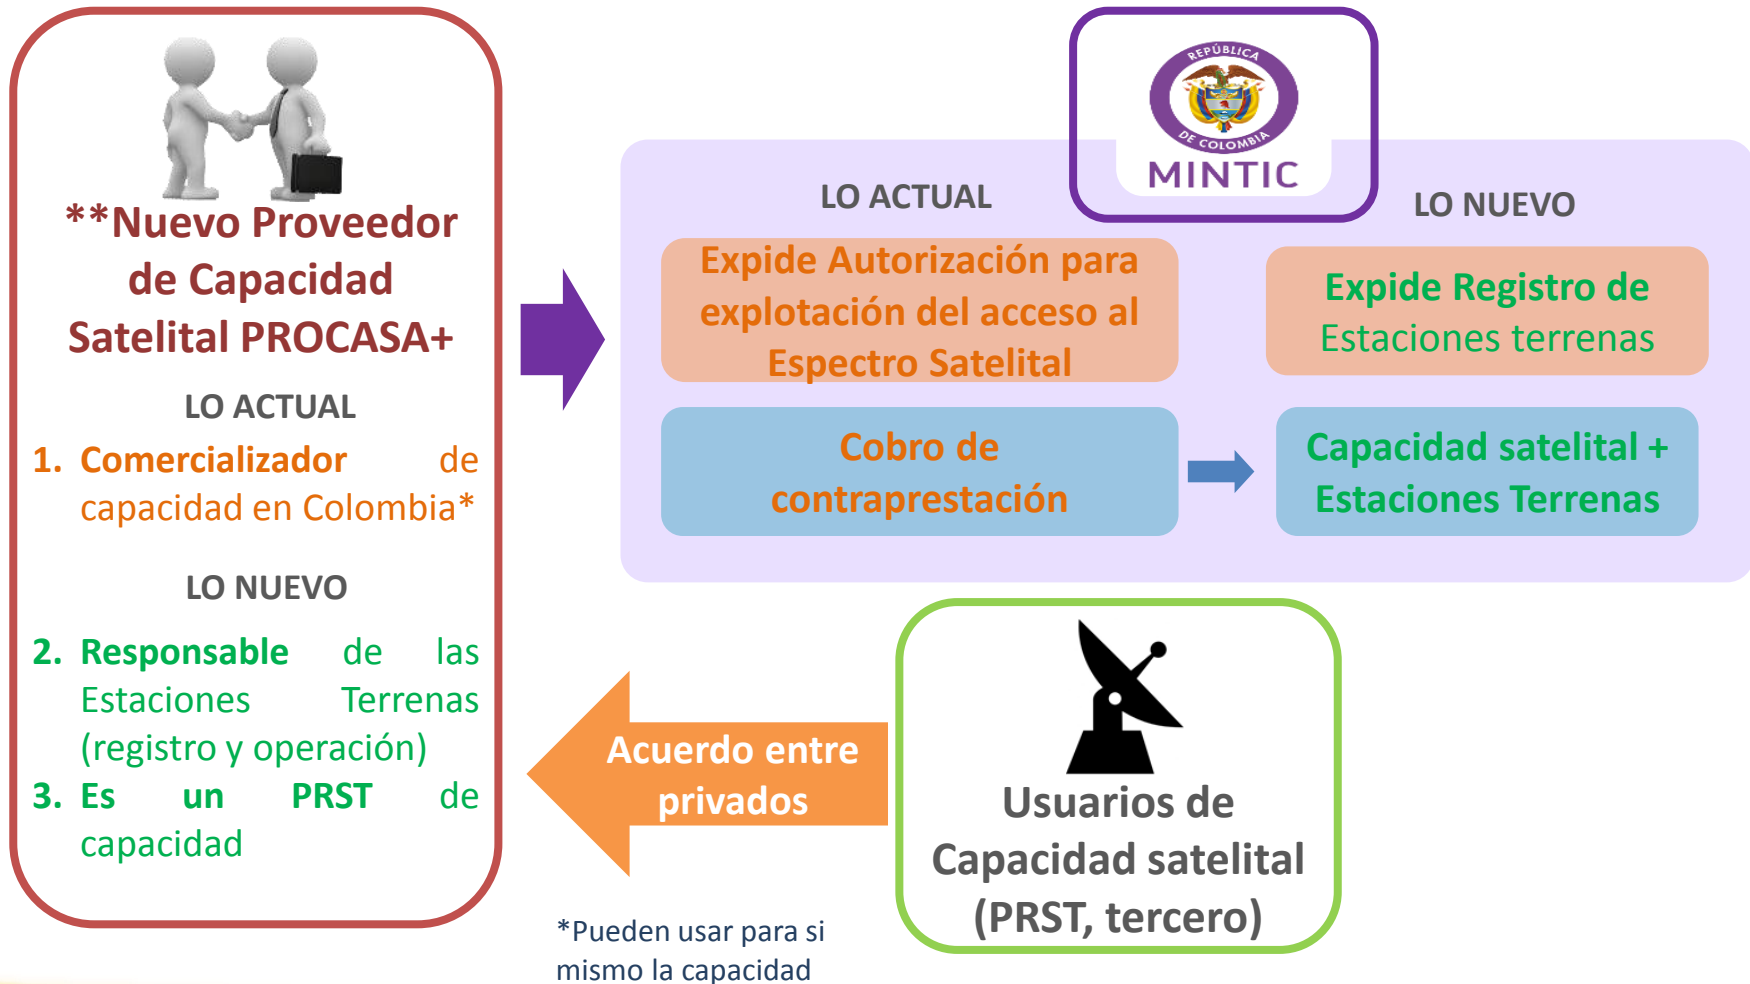 **Nuevo Proveedor
de Capacidad
Satelital PROCASA+
LO ACTUAL
1. Comercializador de
capacidad en Colombia*
LO NUEVO
2. Responsable de las
Estaciones Terrenas
(registro y operación)
3. Es un PRST de
capacidad
REPÚBLICA
DE COLOMBIA
MINTIC
LO ACTUAL
Expide Autorización para
explotación del acceso al
Espectro Satelital
Cobro de
contraprestación
LO NUEVO
Expide Registro de
Estaciones terrenas
Capacidad satelital +
Estaciones Terrenas
Acuerdo entre
privados
Usuarios de
Capacidad satelital
(PRST, tercero)
*Pueden usar para si
mismo la capacidad